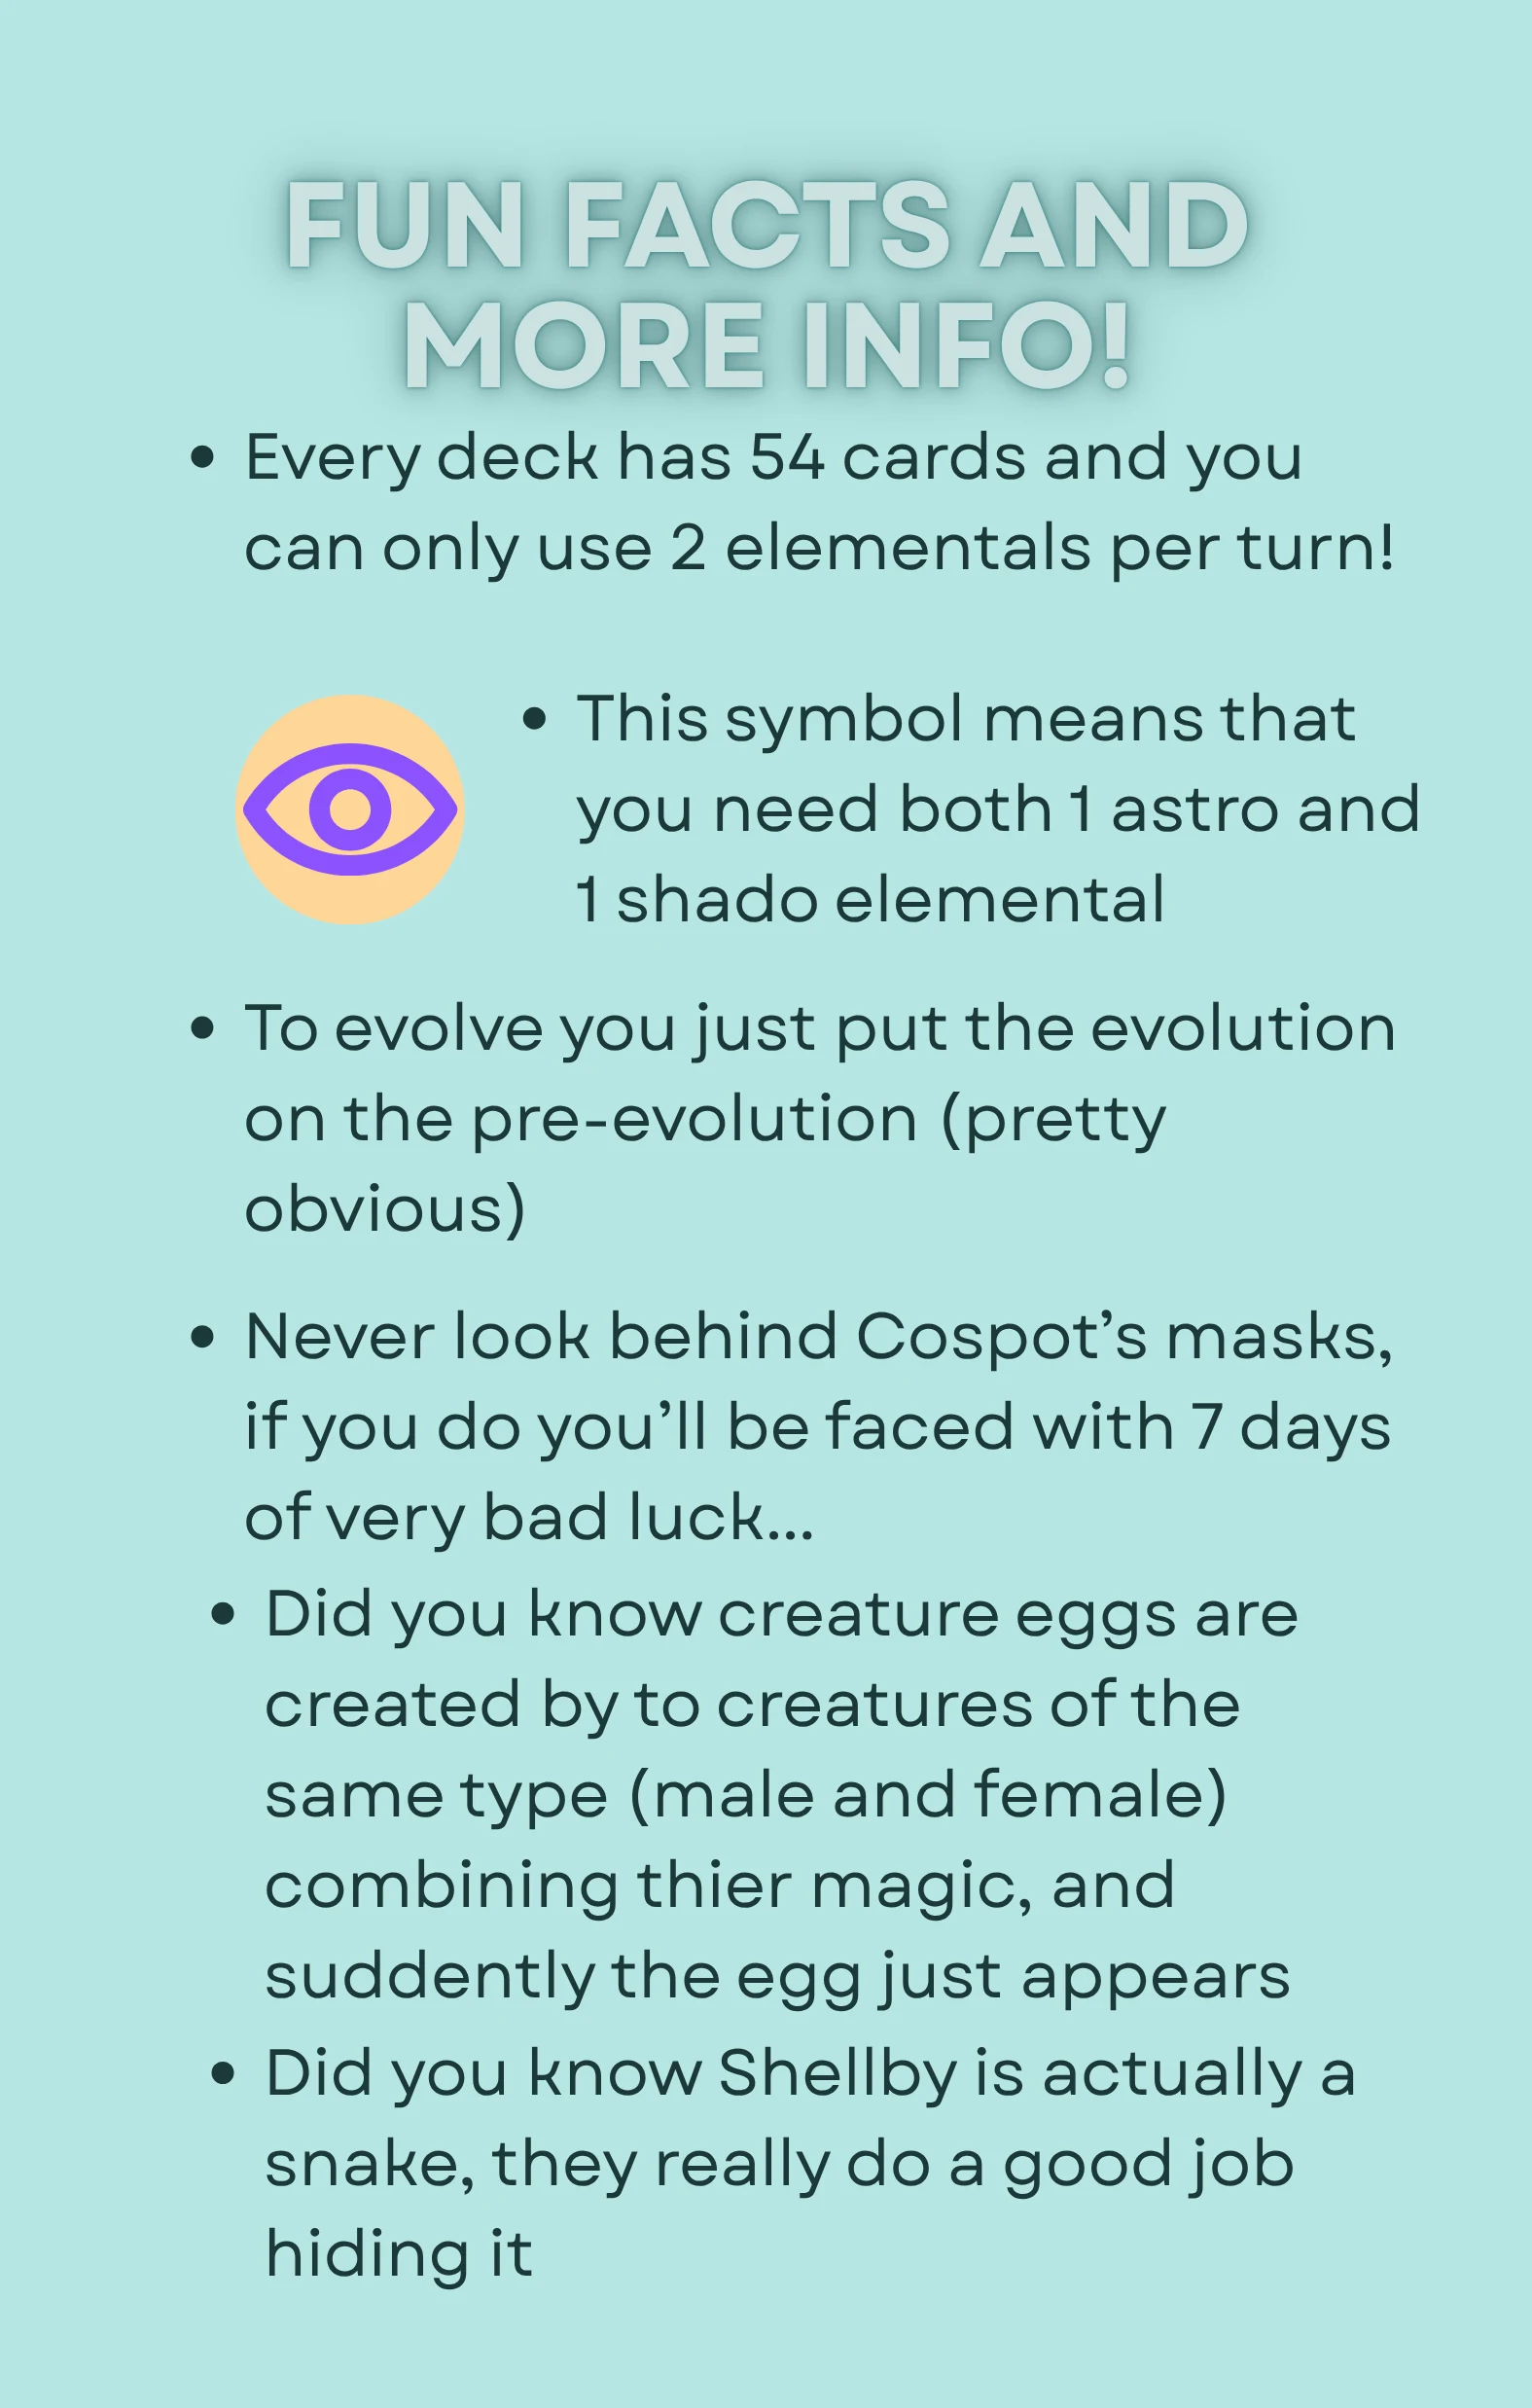 FUN FACTS AND
MORE INFO!
• Every deck has 54 cards and you
can only use 2 elementals per turn!
• This symbol means that
you need both 1 astro and
1 shado elemental
• To evolve you just put the evolution
on the pre-evolution (pretty
obvious)
• Never look behind Cospot’s masks,
if you do you’ll be faced with 7 days
of very bad luck...
• Did you know creature eggs are
created by to creatures of the
same type (male and female)
combining thier magic, and
suddently the egg just appears
• Did you know Shellby is actually a
snake, they really do a good job
hiding it